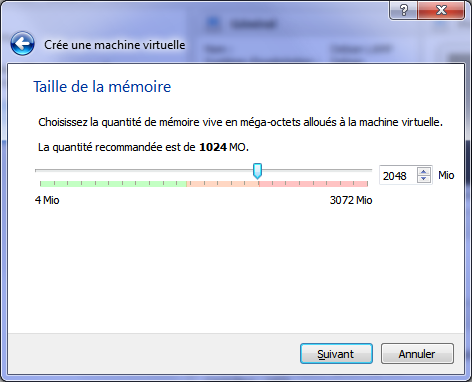 Crée une machine virtuelle
Taille de la mémoire
Choisissez la quantité de mémoire vive en méga-octets alloués à la machine virtuelle.
La quantité recommandée est de 1024 MO.
2048 Mio
4 Mio 3072 Mio
Suivant Annuler